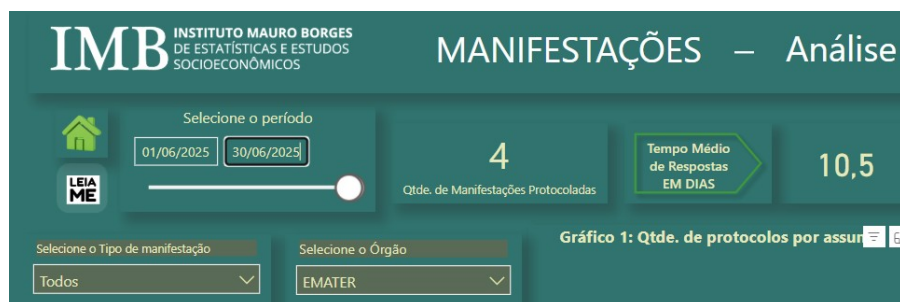 IMB INSTITUTO MAURO BORGES
DE ESTATÍSTICAS E ESTUDOS
SOCIOECONÔMICOS
MANIFESTAÇÕES – Análise
Selecione o período
01/06/2025 30/06/2025
LEIA
ME
4
Qtde. de Manifestações Protocoladas
Tempo Médio
de Respostas
EM DIAS
10,5
Selecione o Tipo de manifestação
Todos
Selecione o Órgão
EMATER
Gráfico 1: Qtde. de protocolos por